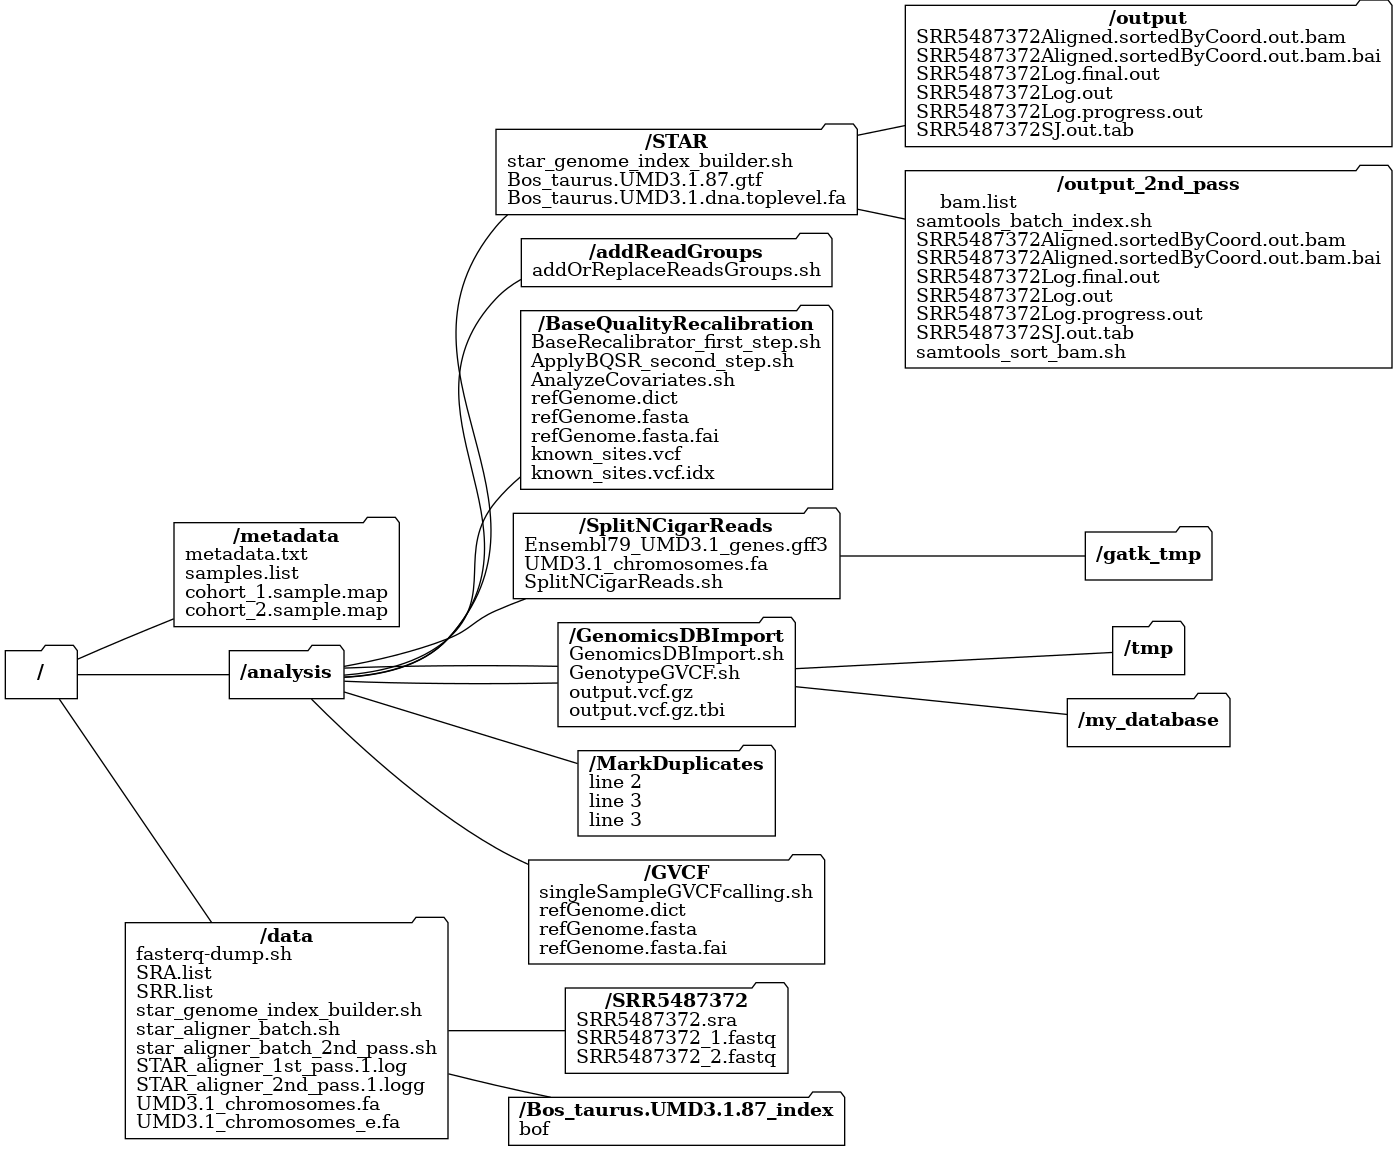 /output
SRR5487372Aligned.sortedByCoord.out.bam
SRR5487372Aligned.sortedByCoord.out.bam.bai
SRR5487372Log.final.out
SRR5487372Log.out
SRR5487372Log.progress.out
SRR5487372SJ.out.tab
/STAR
star_genome_index_builder.sh
Bos_taurus.UMD3.1.87.gtf
Bos_taurus.UMD3.1.dna.toplevel.fa
/output_2nd_pass
bam.list
samtools_batch_index.sh
SRR5487372Aligned.sortedByCoord.out.bam
SRR5487372Aligned.sortedByCoord.out.bam.bai
SRR5487372Log.final.out
SRR5487372Log.out
SRR5487372Log.progress.out
SRR5487372SJ.out.tab
samtools_sort_bam.sh
/addReadGroups
addOrReplaceReadsGroups.sh
/BaseQualityRecalibration
BaseRecalibrator_first_step.sh
ApplyBQSR_second_step.sh
AnalyzeCovariates.sh
refGenome.dict
refGenome.fasta
refGenome.fasta.fai
known_sites.vcf
known_sites.vcf.idx
/metadata
metadata.txt
samples.list
cohort_1.sample.map
cohort_2.sample.map
/SplitNCigarReads
Ensembl79_UMD3.1_genes.gff3
UMD3.1_chromosomes.fa
SplitNCigarReads.sh
/gatk_tmp
/
/analysis
/GenomicsDBImport
GenomicsDBImport.sh
GenotypeGVCF.sh
output.vcf.gz
output.vcf.gz.tbi
/tmp
/my_database
/MarkDuplicates
line 2
line 3
line 3
/GVCF
singleSampleGVCFcalling.sh
refGenome.dict
refGenome.fasta
refGenome.fasta.fai
/data
fasterq-dump.sh
SRA.list
SRR.list
star_genome_index_builder.sh
star_aligner_batch.sh
star_aligner_batch_2nd_pass.sh
STAR_aligner_1st_pass.1.log
STAR_aligner_2nd_pass.1.logg
UMD3.1_chromosomes.fa
UMD3.1_chromosomes_e.fa
/SRR5487372
SRR5487372.sra
SRR5487372_1.fastq
SRR5487372_2.fastq
/Bos_taurus.UMD3.1.87_index
bof